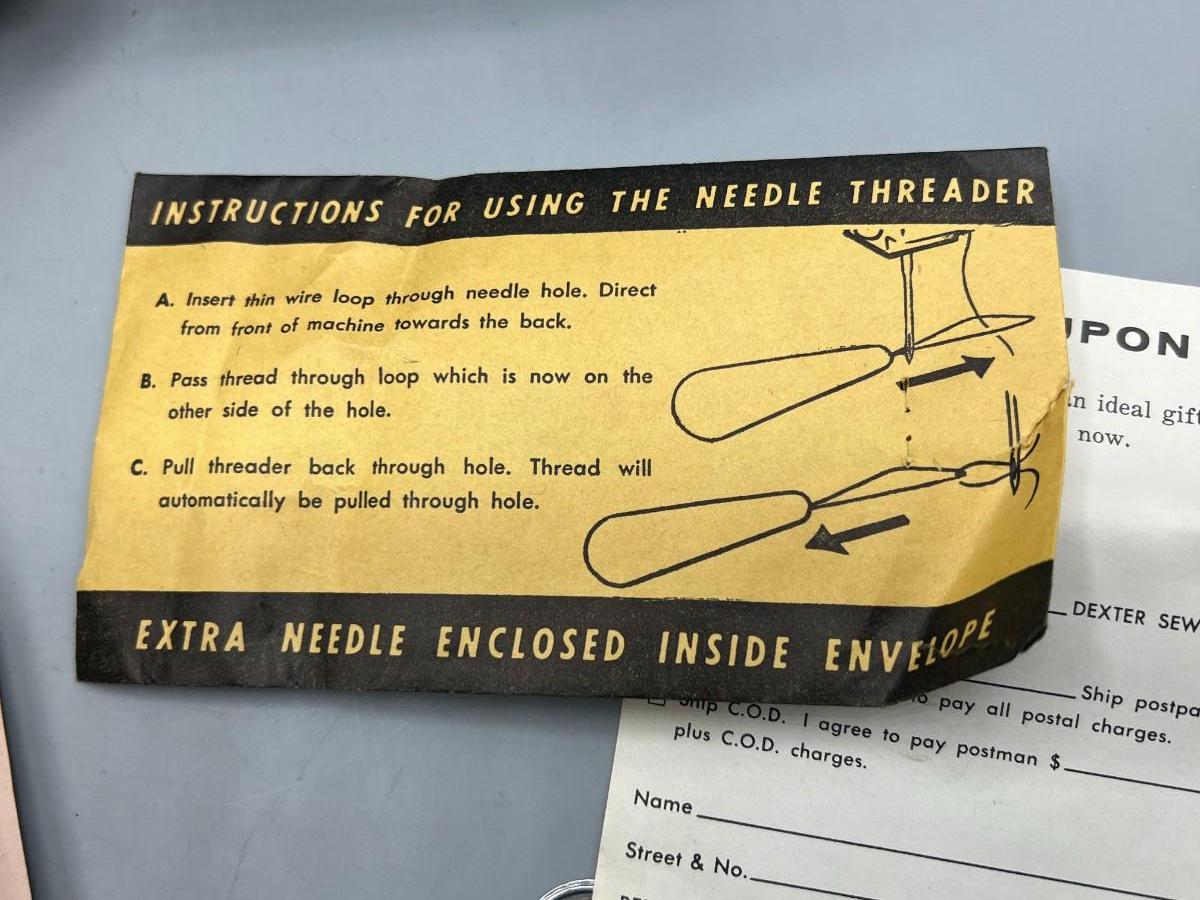 INSTRUCTIONS FOR USING THE NEEDLE THREADER
A. Insert thin wire loop through needle hole. Direct
from front of machine towards the back.
B. Pass thread through loop which is now on the
other side of the hole.
C. Pull threader back through hole. Thread will
automatically be pulled through hole.
EXTRA NEEDLE ENCLOSED INSIDE ENVELOPE
UPON
ideal gift
now.
DEXTER SEW
Ship postpa
to pay all postal charges.
Ship C.O.D. I agree to pay postman $
plus C.O.D. charges.
Name
Street & No.